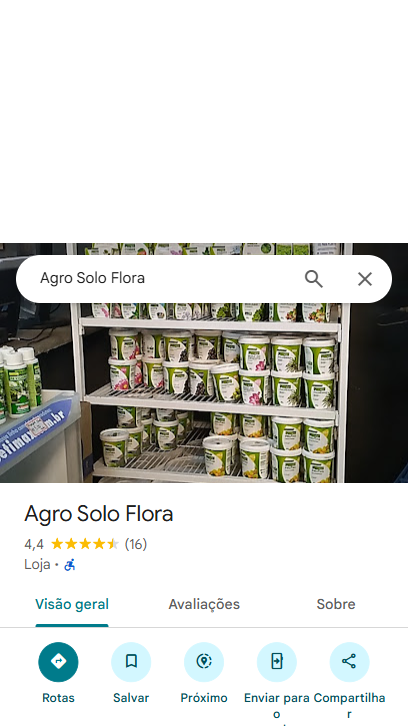 Agro Solo Flora
Agro Solo Flora
4,4 (16)
Loja ·
Visão geral Avaliações Sobre
Rotas Salvar Próximo Enviar para Compartilha
o r